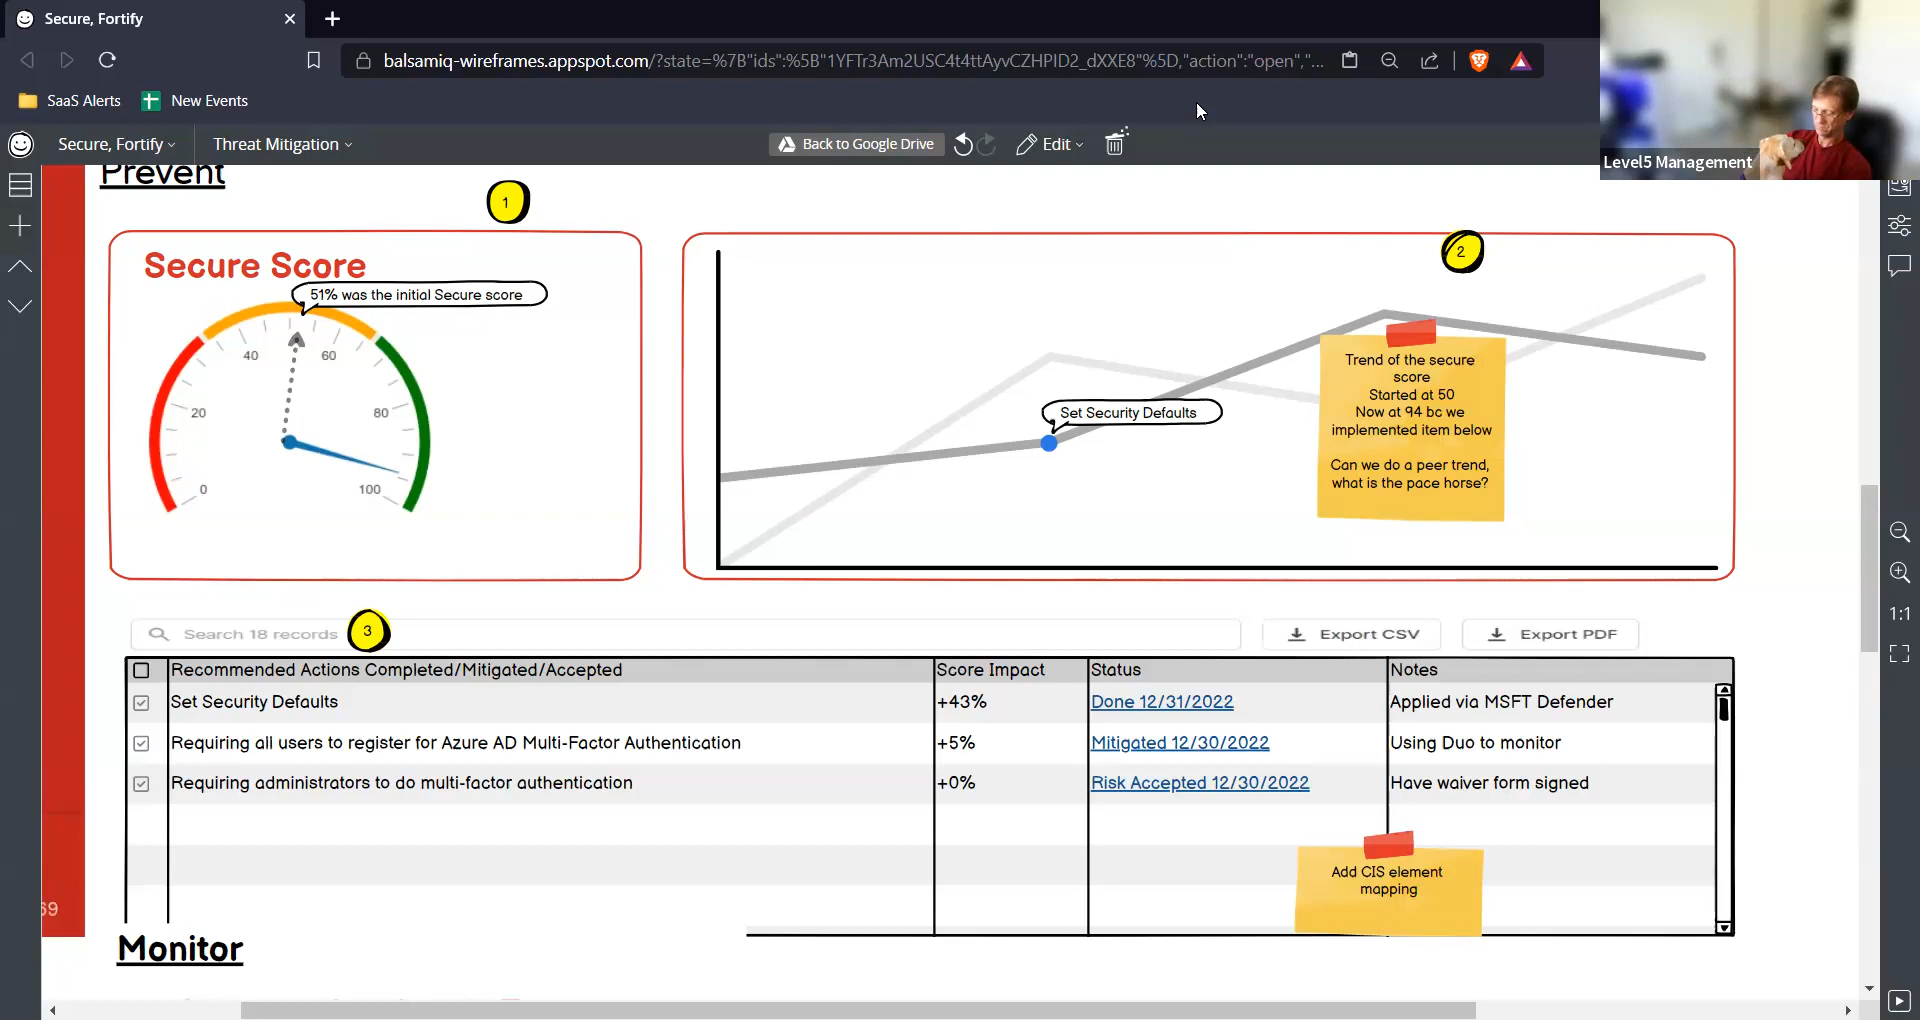 Secure, Fortify
balsamiq-wireframes.appspot.com/?state=%7B"ids":%5B"1YFTr3Am2USC4t4ttAyvCZHPID2_dXXE8"%5D,"action":"open","...
SaaS Alerts
New Events
Secure, Fortify
Threat Mitigation
Back to Google Drive
Edit
Level5 Management
Prevent
1
2
Secure Score
51% was the initial Secure score
0
20
40
60
80
100
Set Security Defaults
Trend of the secure
score
Started at 50
Now at 94 bc we
implemented item below
Can we do a peer trend,
what is the pace horse?
Search 18 records
3
Export CSV
Export PDF
Recommended Actions Completed/Mitigated/Accepted Score Impact Status Notes
Set Security Defaults +43% Done 12/31/2022 Applied via MSFT Defender
Requiring all users to register for Azure AD Multi-Factor Authentication +5% Mitigated 12/30/2022 Using Duo to monitor
Requiring administrators to do multi-factor authentication +0% Risk Accepted 12/30/2022 Have waiver form signed
Add CIS element
mapping
69
Monitor
1:1